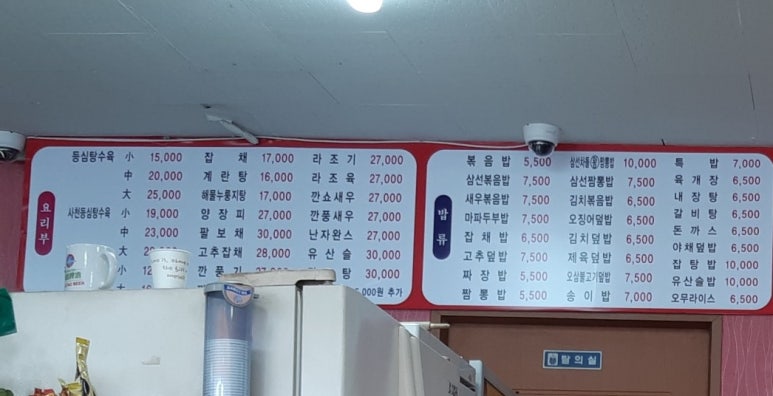 요리부
등심탕수육 小 15,000
中 20,000
大 25,000
사천등심탕수육 小 19,000
中 23,000
大
小
잡채 17,000
계란탕 16,000
해물누룽지탕 17,000
양장피 27,000
팔보채 30,000
고추잡채 28,000
깐풍기
라조기 27,000
라조육 27,000
깐쇼새우 27,000
깐풍새우 27,000
난자완스 27,000
유산슬 30,000
탕 30,000
000원 추가
밥류
볶음밥 5,500
삼선볶음밥 7,500
새우볶음밥 7,500
마파두부밥 7,500
잡채밥 6,500
고추덮밥 7,500
짜장밥 5,500
짬뽕밥 5,500
10,000
삼선짬뽕밥 7,500
김치볶음밥 6,500
오징어덮밥 6,500
김치덮밥 6,500
제육덮밥 6,500
오삼불고기덮밥 7,500
송이밥 7,000
특밥 7,000
육개장 6,500
내장탕 6,500
갈비탕 6,500
돈까스 6,500
야채덮밥 6,500
잡탕밥 10,000
유산슬밥 10,000
오무라이스 6,500
탈의실